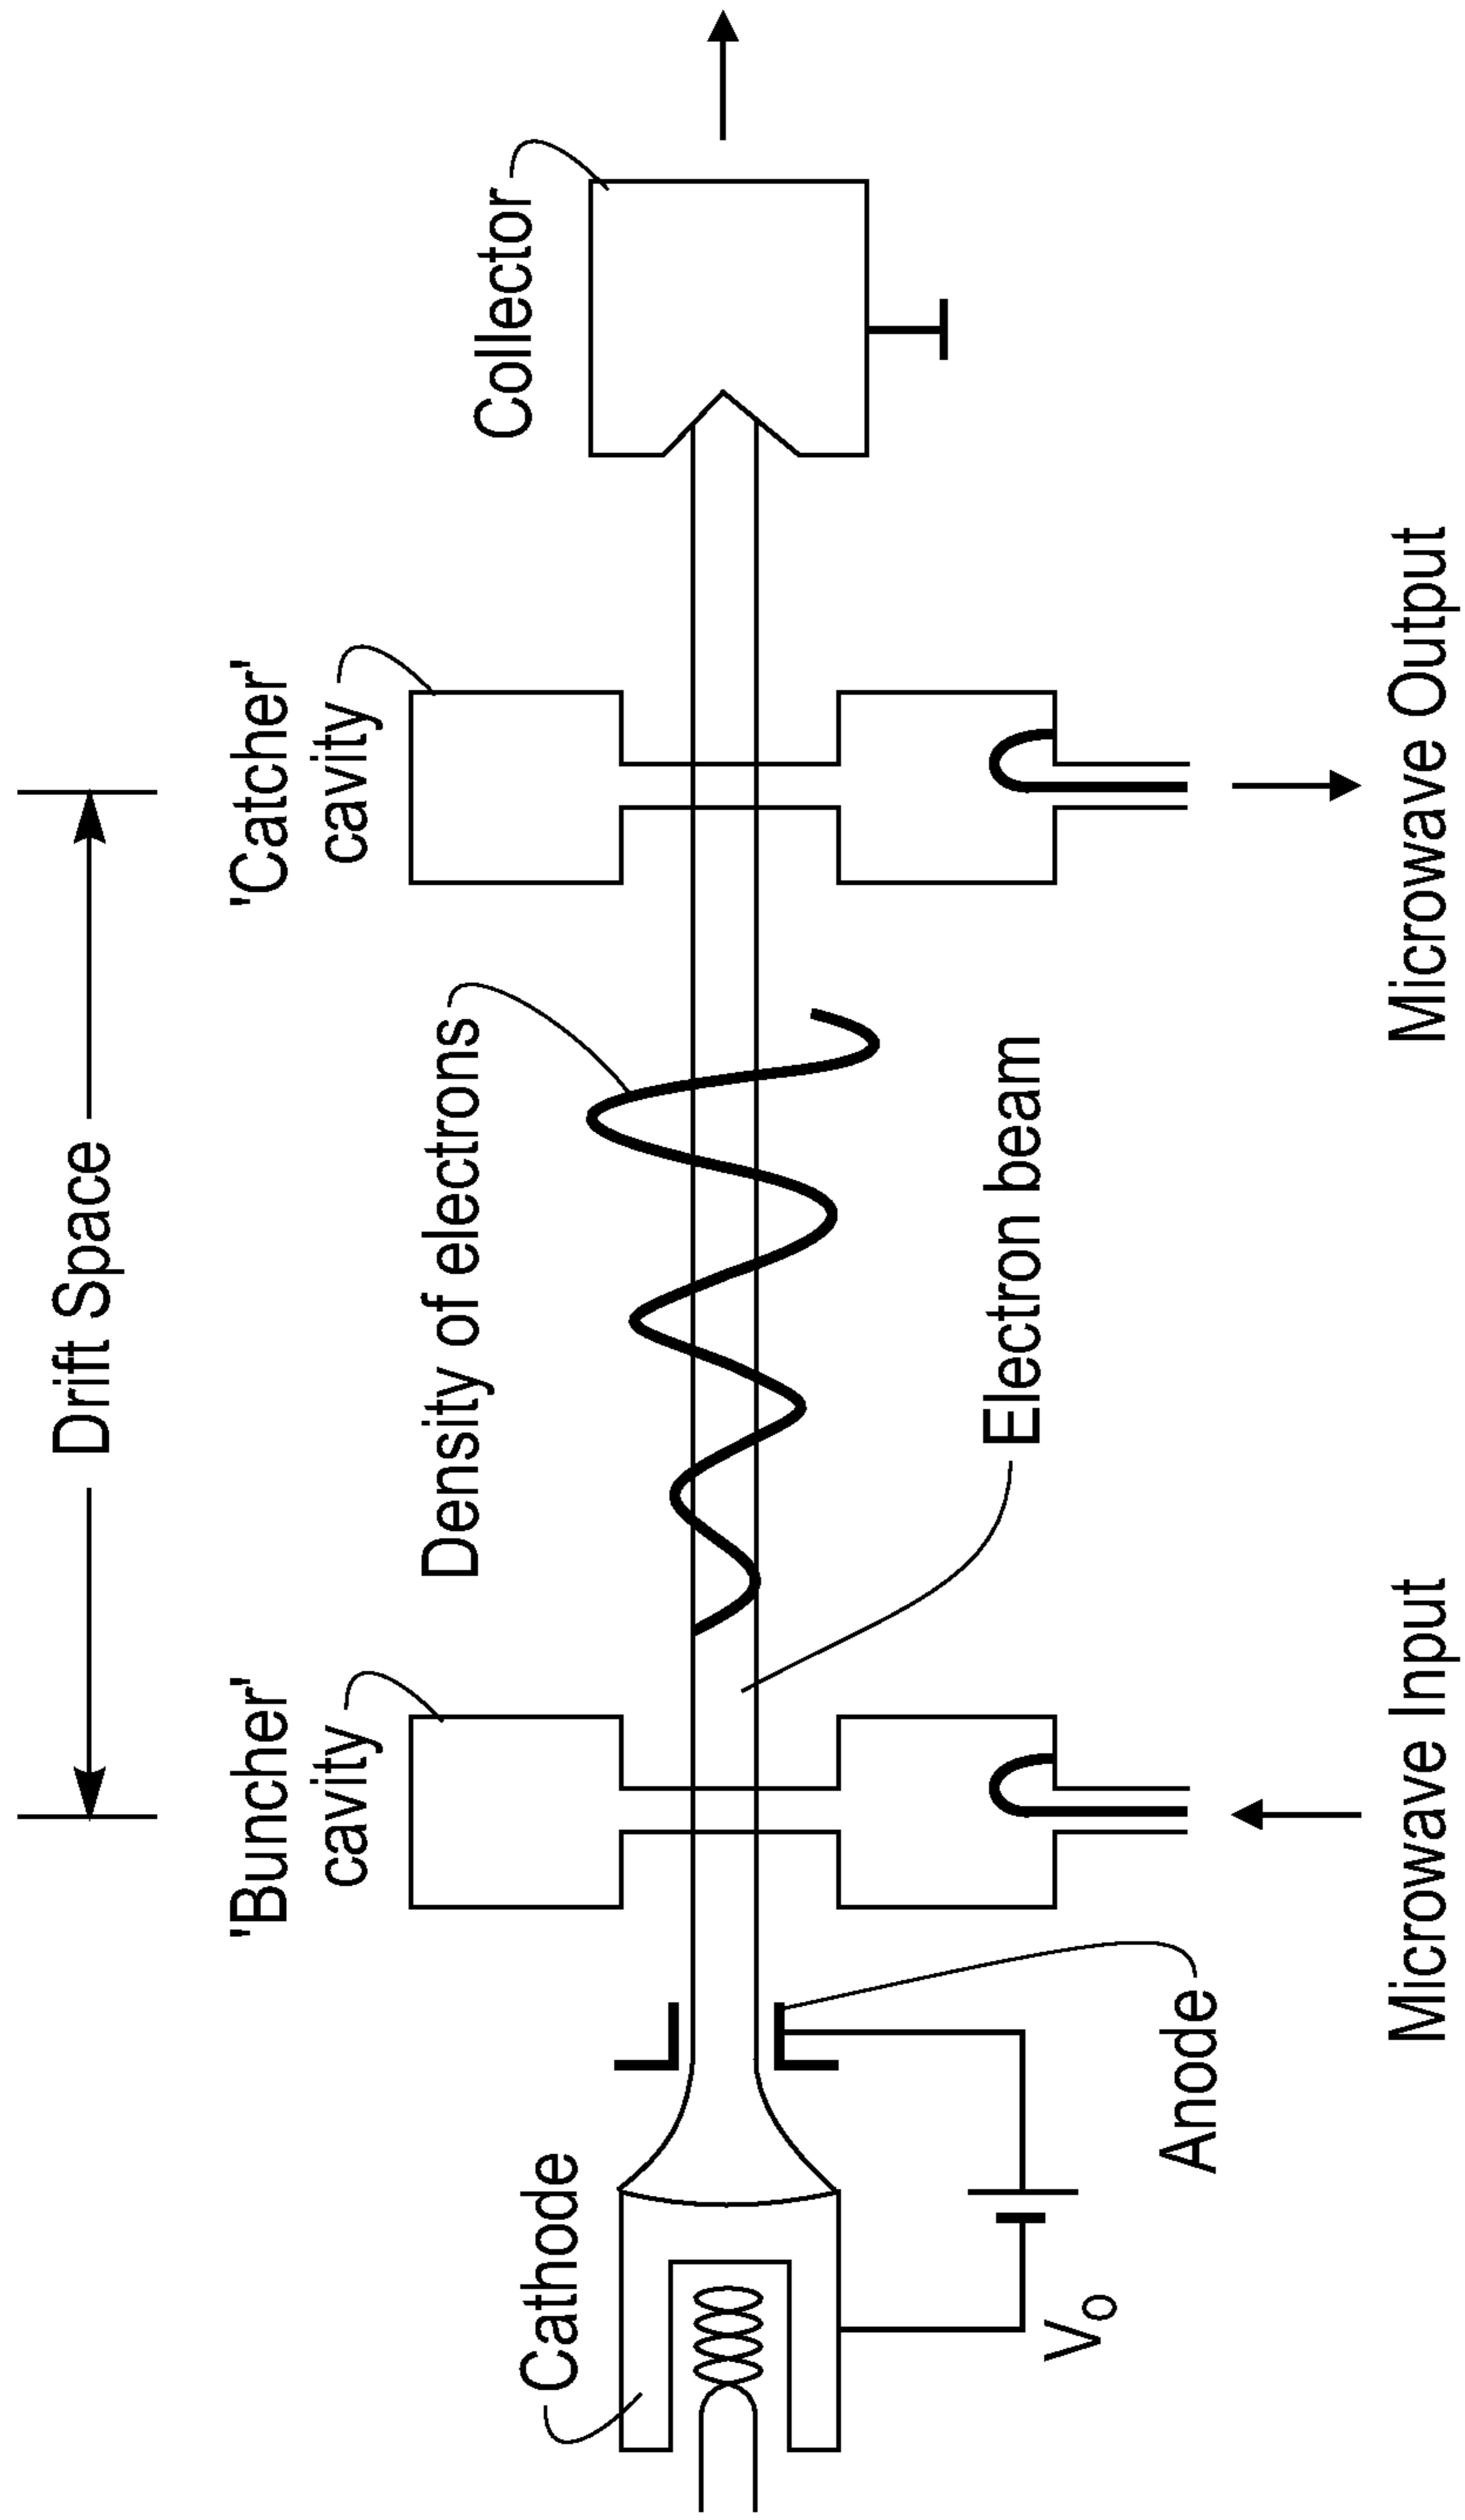 Drift Space
'Buncher'
cavity
'Catcher'
cavity
Cathode
Density of electrons
Collector
Electron beam
Vo
Anode
Microwave Input
Microwave Output